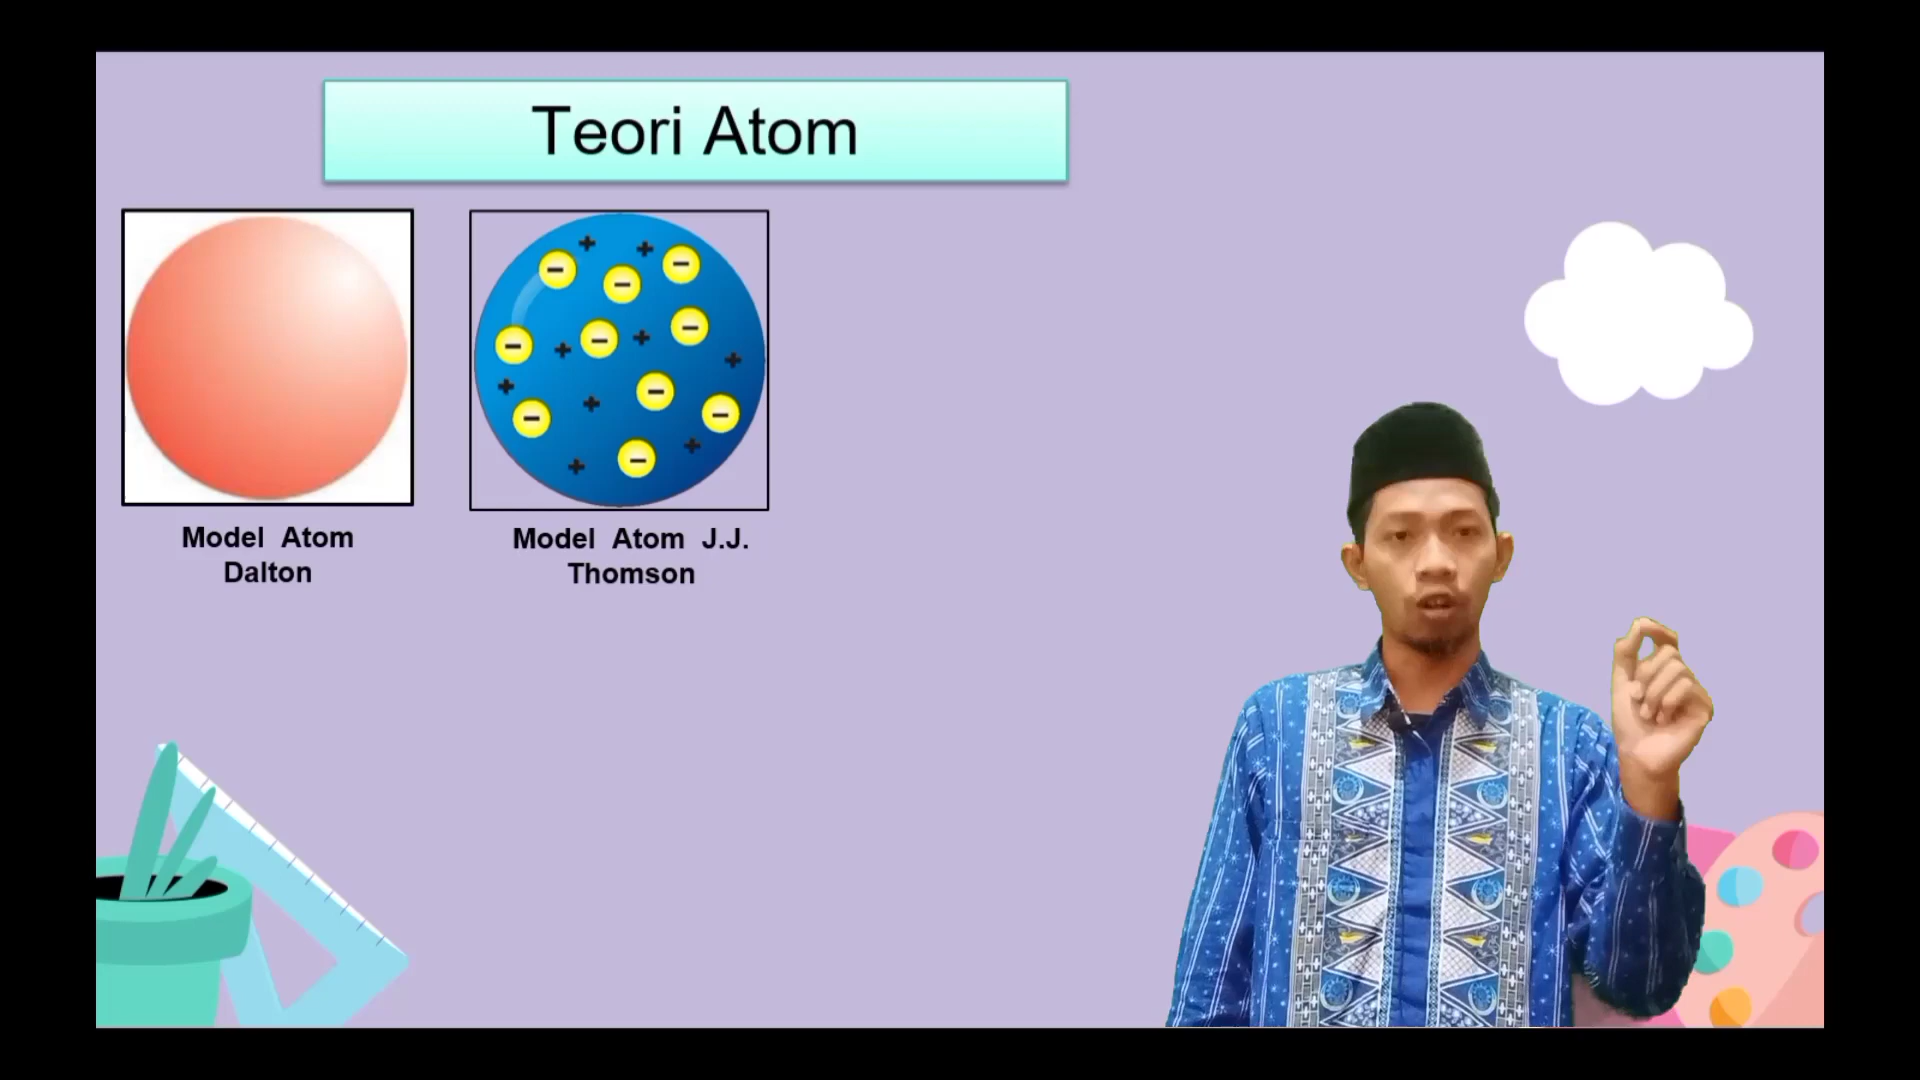 Teori Atom
Model Atom
Dalton
Model Atom J.J.
Thomson